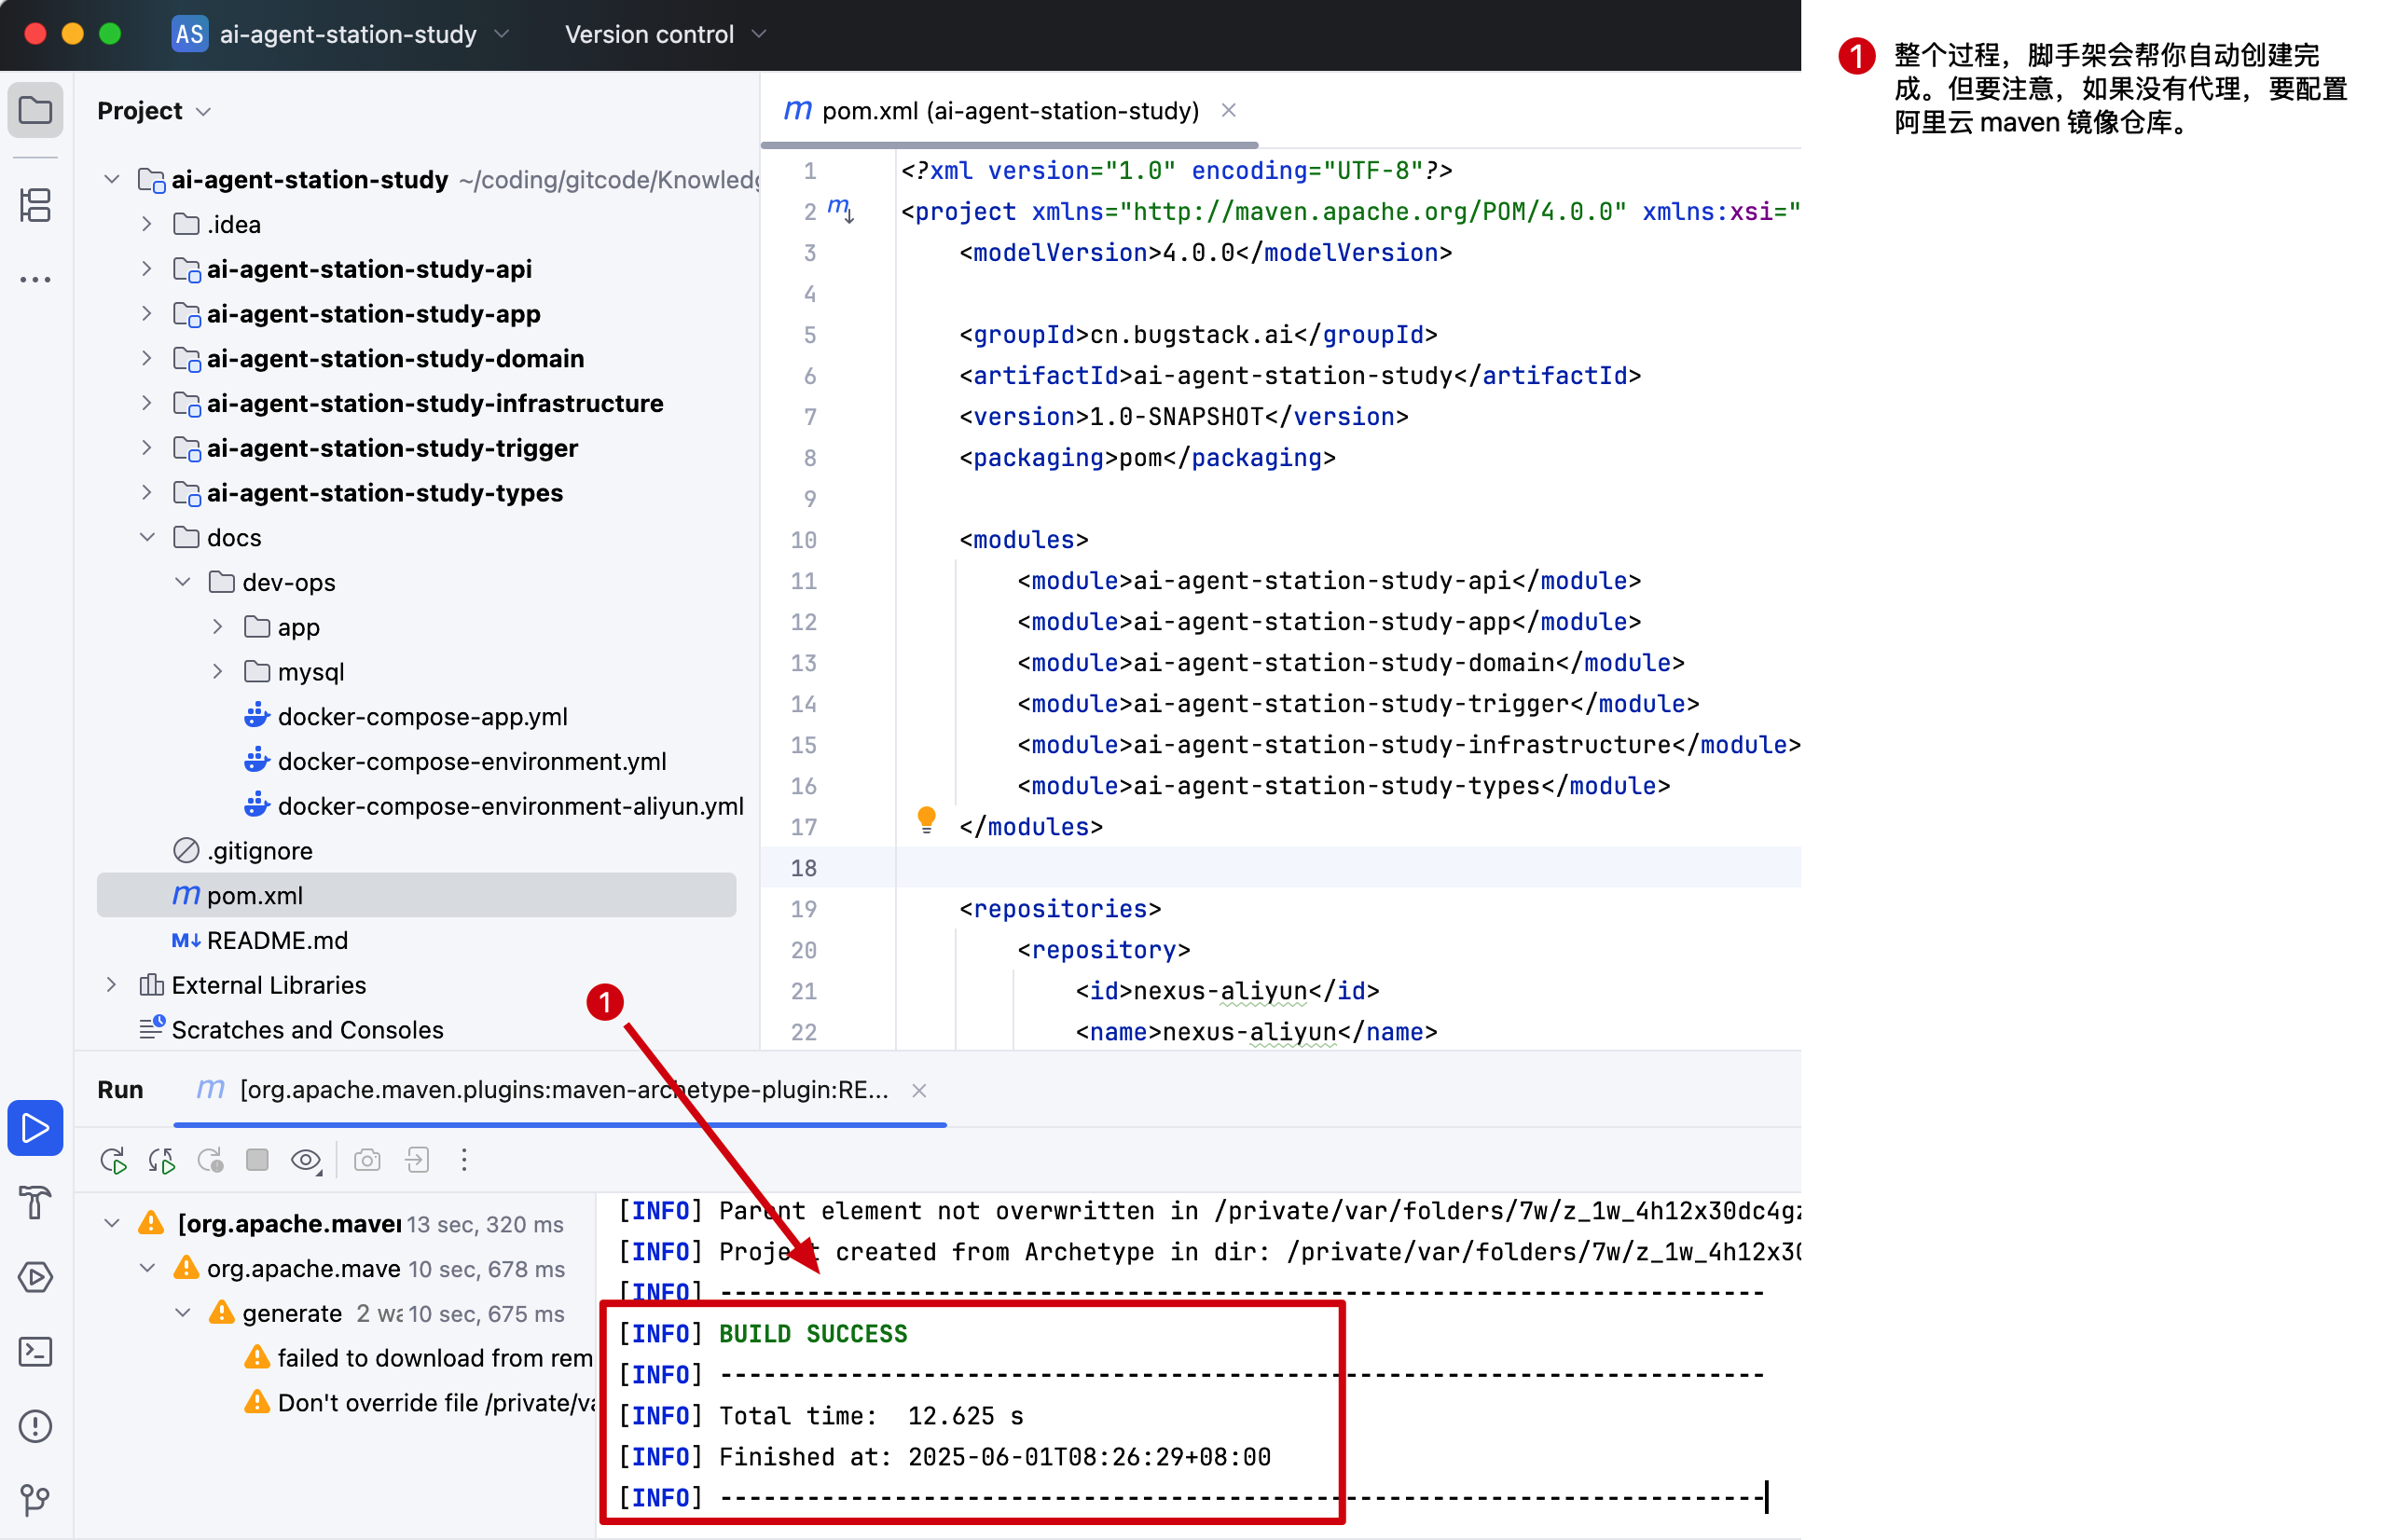 AS ai-agent-station-study Version control
Project
ai-agent-station-study ~/coding/gitcode/Knowledg
.idea
ai-agent-station-study-api
ai-agent-station-study-app
ai-agent-station-study-domain
ai-agent-station-study-infrastructure
ai-agent-station-study-trigger
ai-agent-station-study-types
docs
dev-ops
app
mysql
docker-compose-app.yml
docker-compose-environment.yml
docker-compose-environment-aliyun.yml
.gitignore
m pom.xml
M↓ README.md
External Libraries
Scratches and Consoles
m pom.xml (ai-agent-station-study)
1 <?xml version="1.0" encoding="UTF-8"?>
2 <project xmlns="http://maven.apache.org/POM/4.0.0" xmlns:xsi="
3 <modelVersion>4.0.0</modelVersion>
4
5 <groupId>cn.bugstack.ai</groupId>
6 <artifactId>ai-agent-station-study</artifactId>
7 <version>1.0-SNAPSHOT</version>
8 <packaging>pom</packaging>
9
10 <modules>
11 <module>ai-agent-station-study-api</module>
12 <module>ai-agent-station-study-app</module>
13 <module>ai-agent-station-study-domain</module>
14 <module>ai-agent-station-study-trigger</module>
15 <module>ai-agent-station-study-infrastructure</module>
16 <module>ai-agent-station-study-types</module>
17 </modules>
18
19 <repositories>
20 <repository>
21 <id>nexus-aliyun</id>
22 <name>nexus-aliyun</name>
1
Run m [org.apache.maven.plugins:maven-archetype-plugin:RE...
[org.apache.maver 13 sec, 320 ms
org.apache.mave 10 sec, 678 ms
generate 2 wa 10 sec, 675 ms
failed to download from rem
Don't override file /private/va
[INFO] Parent element not overwritten in /private/var/folders/7w/z_1w_4h12x30dc4gz
[INFO] Project created from Archetype in dir: /private/var/folders/7w/z_1w_4h12x30
[INFO] ------------------------------------------------------------------------
[INFO] BUILD SUCCESS
[INFO] ------------------------------------------------------------------------
[INFO] Total time:  12.625 s
[INFO] Finished at: 2025-06-01T08:26:29+08:00
[INFO] ------------------------------------------------------------------------
1 整个过程，脚手架会帮你自动创建完
成。但要注意，如果没有代理，要配置
阿里云 maven 镜像仓库。